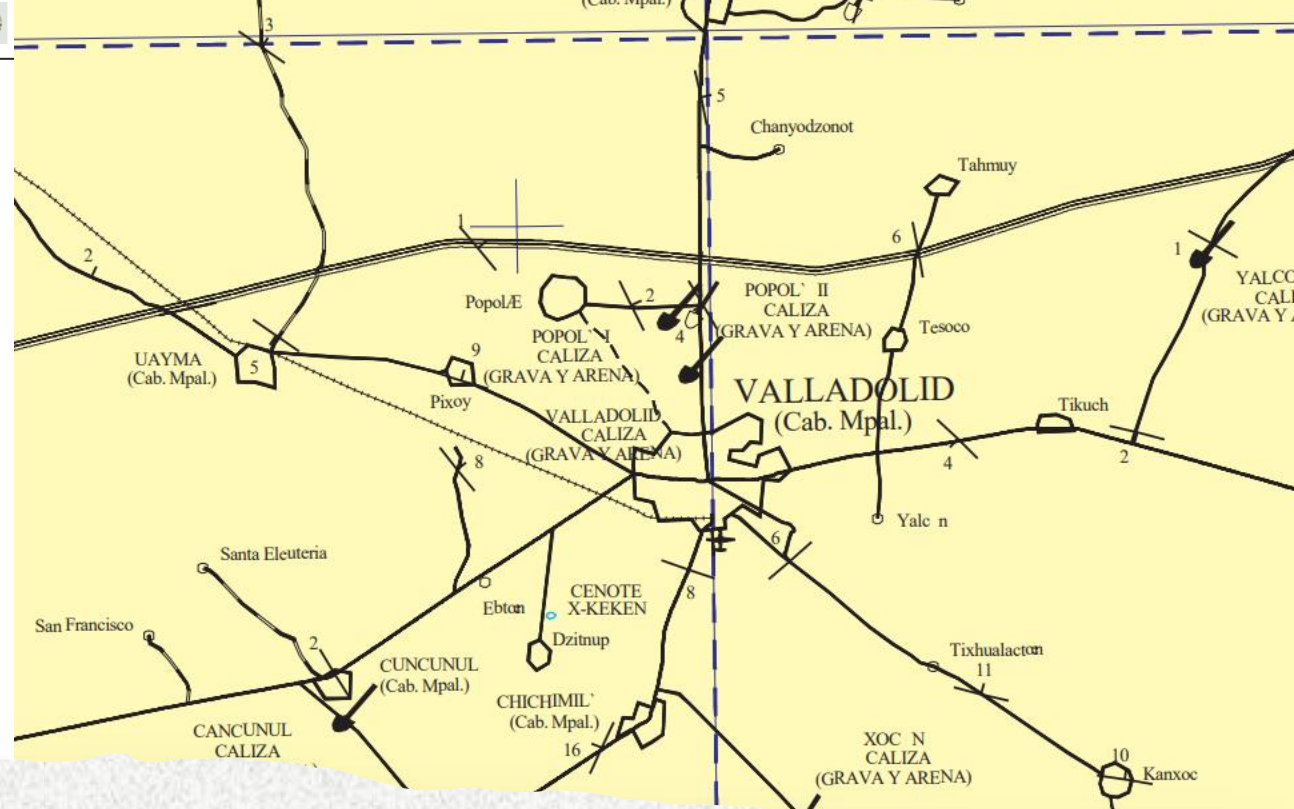 (Cab. Mpal.)
3
5
Chanyodzonot
Tahmuy
6
1
1
2
PopolÆ
2
POPOL` II
CALIZA
(GRAVA Y ARENA)
4
YALCO
CALI
(GRAVA Y A
Tesoco
POPOL` I
CALIZA
(GRAVA Y ARENA)
UAYMA
(Cab. Mpal.)
5
9
Pixoy
VALLADOLID
(Cab. Mpal.)
Tikuch
VALLADOLID
CALIZA
(GRAVA Y ARENA)
4
2
8
Yalc n
6
Santa Eleuteria
CENOTE
X-KEKEN
8
San Francisco
Dzitnup
2
Tixhualacton
11
CUNCUNUL
(Cab. Mpal.)
CHICHIMIL`
(Cab. Mpal.)
16
CANCUNUL
CALIZA
XOC N
CALIZA
(GRAVA Y ARENA)
10
Kanxoc